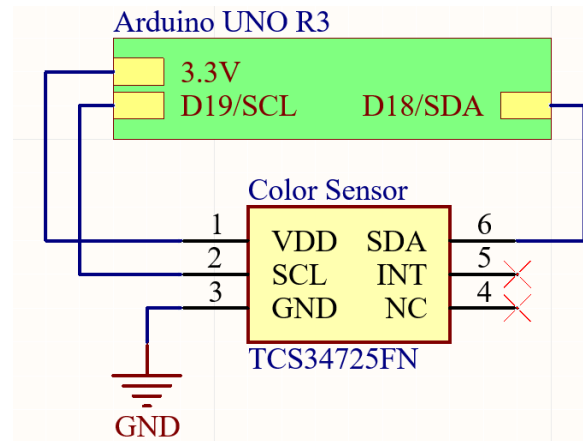 Arduino UNO R3
3.3V
D19/SCL D18/SDA
Color Sensor
1 VDD SDA 6
2 SCL INT 5
3 GND NC 4
TCS34725FN
GND